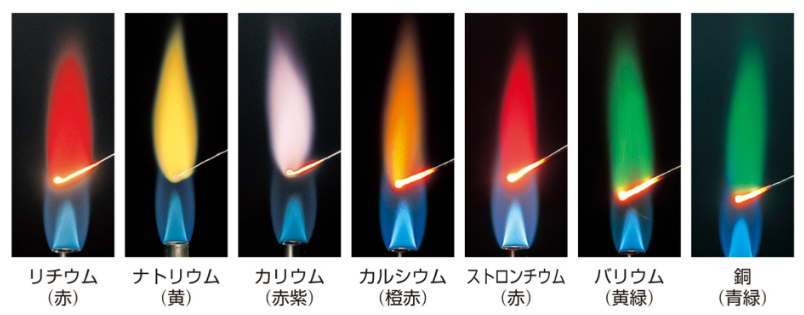 リチウム
(赤)
ナトリウム
(黄)
カリウム
(赤紫)
カルシウム
(橙赤)
ストロンチウム
(赤)
バリウム
(黄緑)
銅
(青緑)